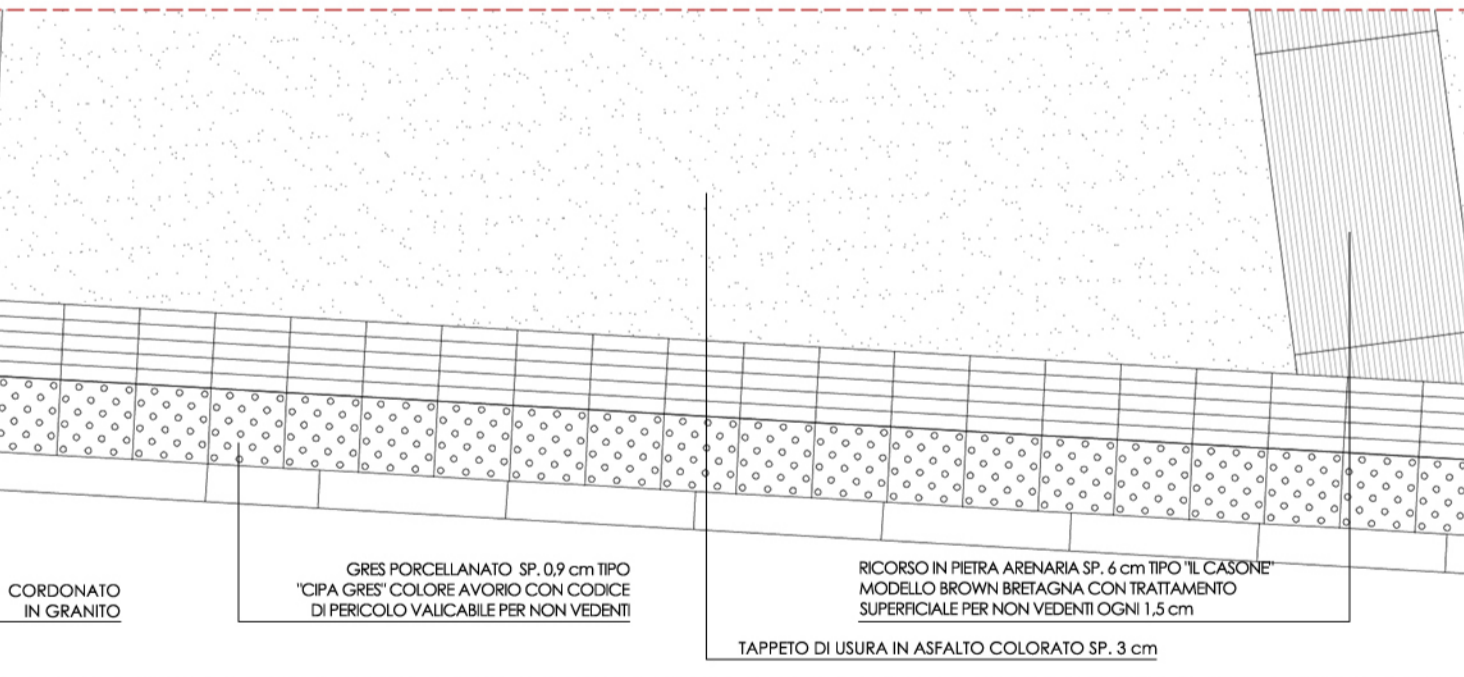 CORDONATO
IN GRANITO
GRES PORCELLANATO SP. 0,9 cm TIPO
"CIPA GRES" COLORE AVORIO CON CODICE
DI PERICOLO VALICABILE PER NON VEDENTI
RICORSO IN PIETRA ARENARIA SP. 6 cm TIPO "IL CASONE"
MODELLO BROWN BRETAGNA CON TRATTAMENTO
SUPERFICIALE PER NON VEDENTI OGNI 1,5 cm
TAPPETO DI USURA IN ASFALTO COLORATO SP. 3 cm